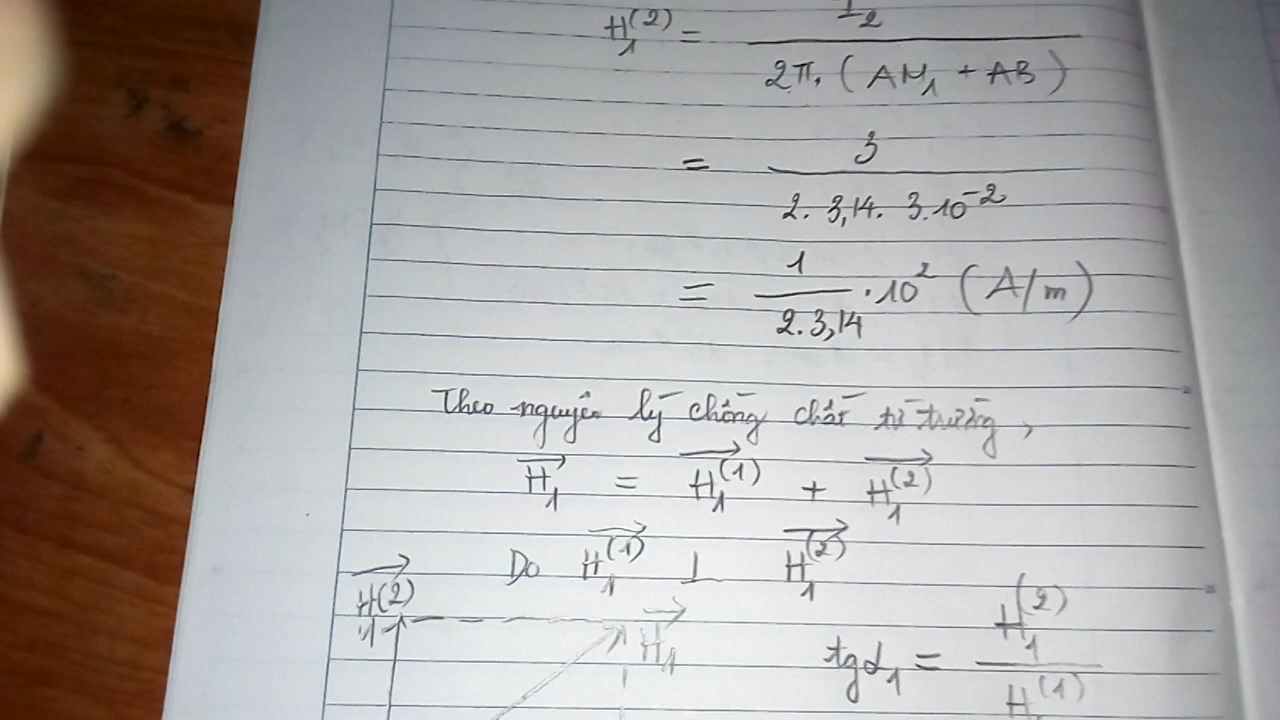 H₁⁽²⁾ = I₂ / 2π. (AM₁ + AB)
= 3 / 2. 3,14. 3.10⁻²
= 1 / 2. 3,14 . 10² (A/m)
Theo nguyên lý chồng chất từ trường,
H₁ = H₁⁽¹⁾ + H₁⁽²⁾
Do H₁⁽¹⁾ ⊥ H₁⁽²⁾
H₁⁽²⁾
H₁
tgα₁ = H₁⁽²⁾ / H₁⁽¹⁾